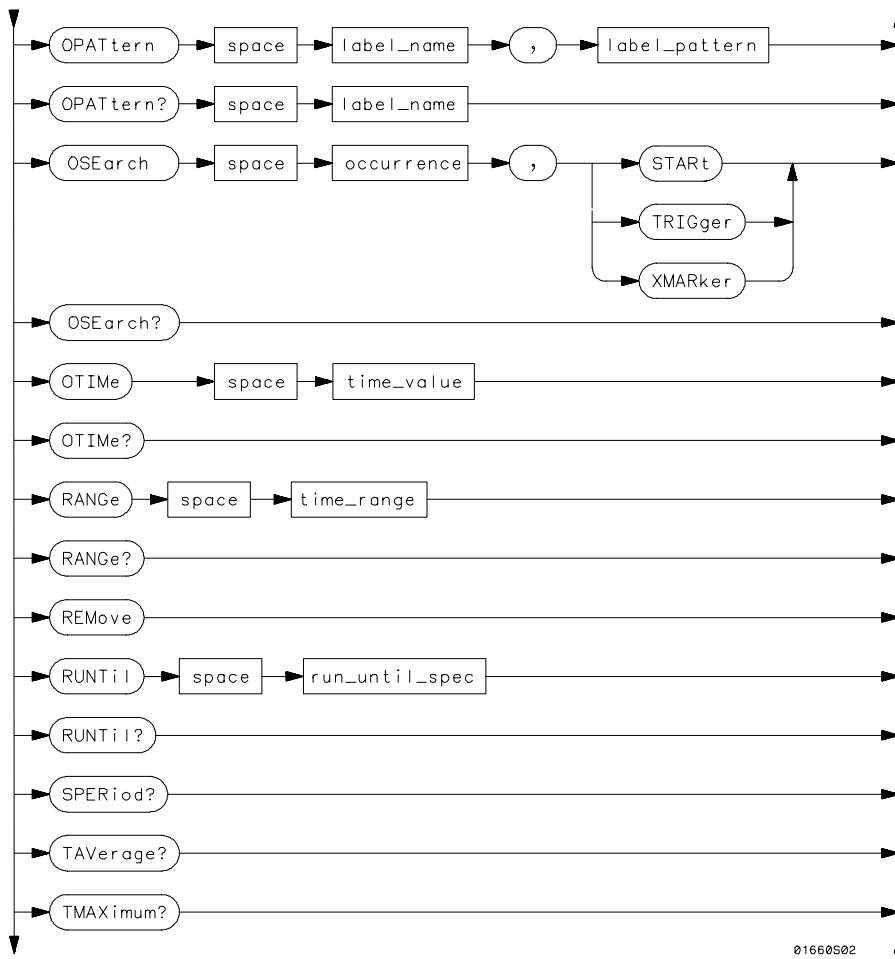 OPATtern space label_name , label_pattern
OPATtern? space label_name
OSEarch space occurrence , STARt
TRIGger
XMARker
OSEarch?
OTIMe space time_value
OTIMe?
RANGe space time_range
RANGe?
REMove
RUNTil space run_until_spec
RUNTil?
SPERiod?
TAVerage?
TMAXimum?
01660S02